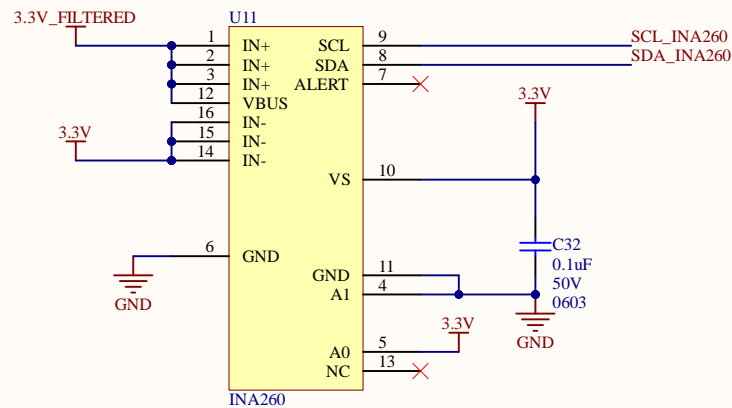 U11
3.3V_FILTERED
1 IN+ SCL 9 SCL_INA260
2 IN+ SDA 8 SDA_INA260
3 IN+ ALERT 7
12 VBUS
16 IN-
3.3V 15 IN- 3.3V
14 IN-
VS 10
6 GND C32
0.1uF
GND GND 11 50V
A1 4 0603
3.3V GND
A0 5
NC 13
INA260